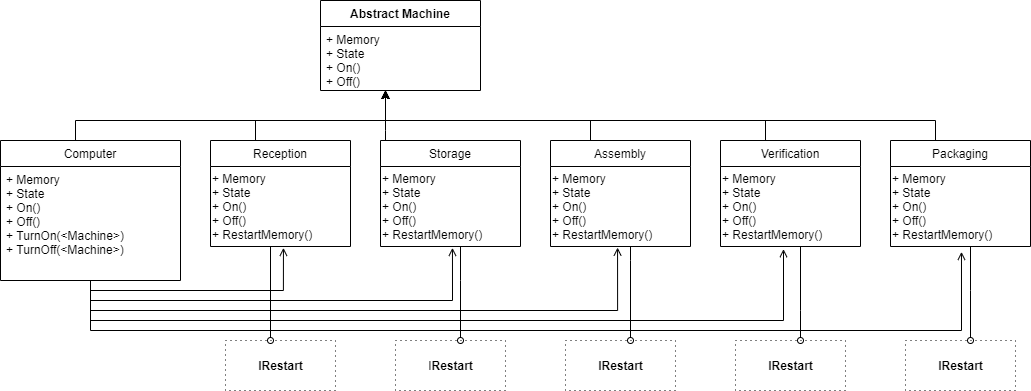 Abstract Machine
+ Memory
+ State
+ On()
+ Off()
Computer
+ Memory
+ State
+ On()
+ Off()
+ TurnOn(<Machine>)
+ TurnOff(<Machine>)
Reception
+ Memory
+ State
+ On()
+ Off()
+ RestartMemory()
Storage
+ Memory
+ State
+ On()
+ Off()
+ RestartMemory()
Assembly
+ Memory
+ State
+ On()
+ Off()
+ RestartMemory()
Verification
+ Memory
+ State
+ On()
+ Off()
+ RestartMemory()
Packaging
+ Memory
+ State
+ On()
+ Off()
+ RestartMemory()
IRestart
IRestart
IRestart
IRestart
IRestart